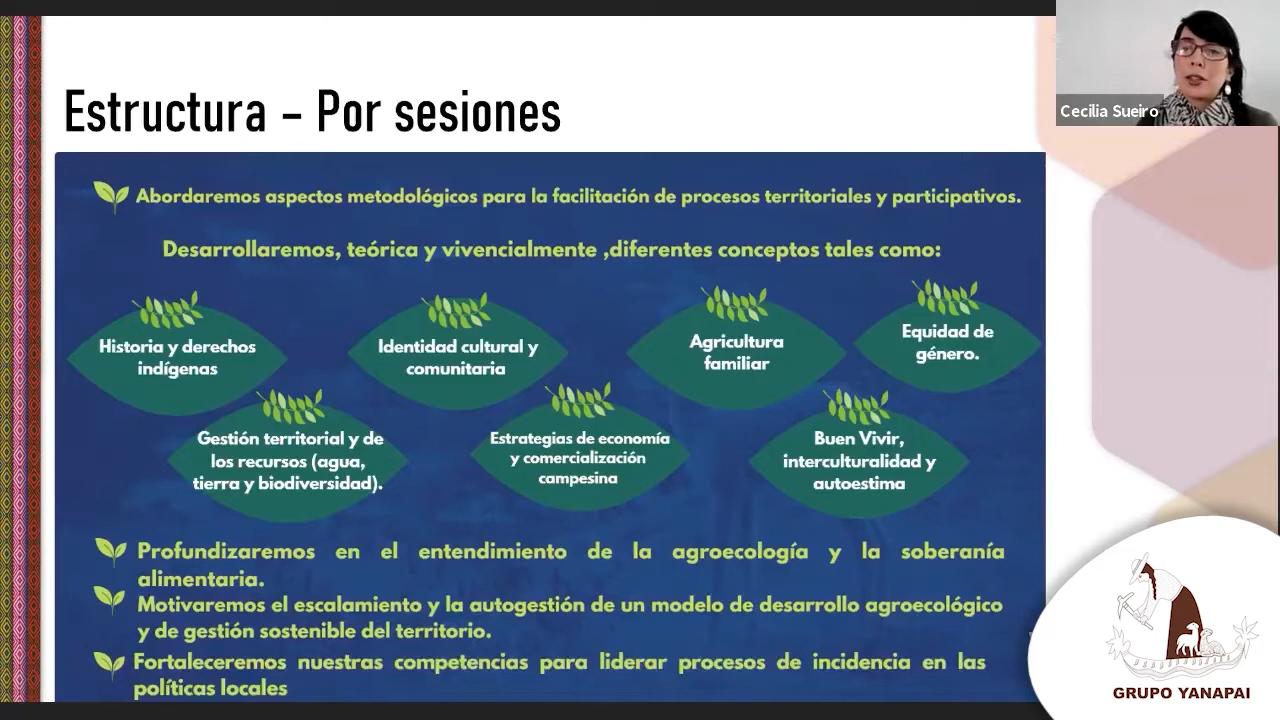 Estructura – Por sesiones
Cecilia Sueiro
Abordaremos aspectos metodológicos para la facilitación de procesos territoriales y participativos.
Desarrollaremos, teórica y vivencialmente ,diferentes conceptos tales como:
Historia y derechos
indígenas
Identidad cultural y
comunitaria
Agricultura
familiar
Equidad de
género.
Gestión territorial y de
los recursos (agua,
tierra y biodiversidad).
Estrategias de economía
y comercialización
campesina
Buen Vivir,
interculturalidad y
autoestima
Profundizaremos en el entendimiento de la agroecología y la soberanía
alimentaria.
Motivaremos el escalamiento y la autogestión de un modelo de desarrollo agroecológico
y de gestión sostenible del territorio.
Fortaleceremos nuestras competencias para liderar procesos de incidencia en las
políticas locales
GRUPO YANAPAI